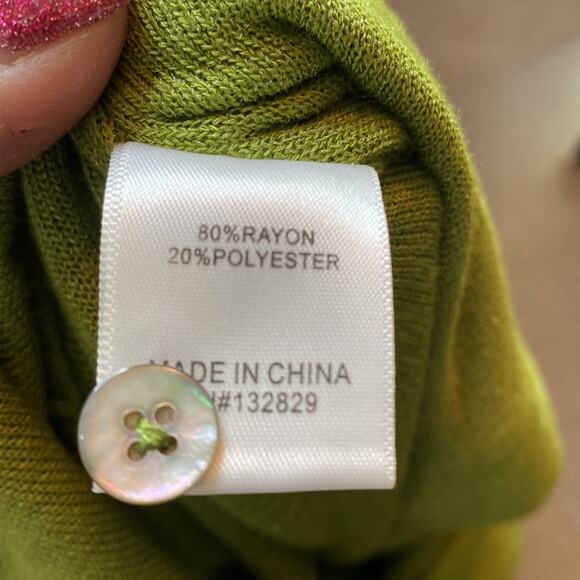 80%RAYON
20%POLYESTER
MADE IN CHINA
#132829